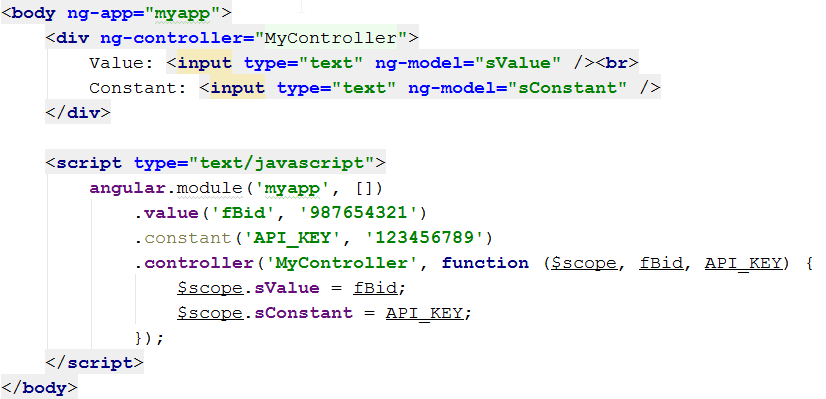 <body ng-app="myapp">
<div ng-controller="MyController">
Value: <input type="text" ng-model="sValue" /><br>
Constant: <input type="text" ng-model="sConstant" />
</div>
<script type="text/javascript">
angular.module('myapp', [])
.value('fBid', '987654321')
.constant('API_KEY', '123456789')
.controller('MyController', function ($scope, fBid, API_KEY) {
$scope.sValue = fBid;
$scope.sConstant = API_KEY;
});
</script>
</body>